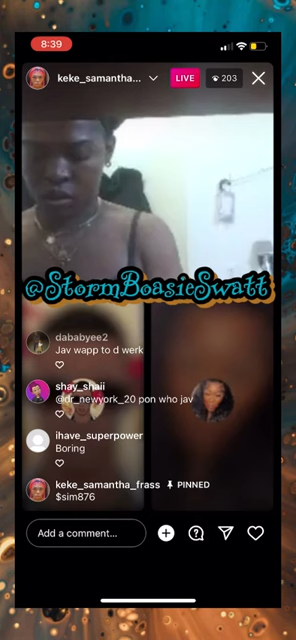 8:39
keke_samantha...
LIVE
203
@StormBoasieSwatt
dababyee2
Jav wapp to d werk
shay_shaii
@dr_newyork_20 pon who jav
ihave_superpower
Boring
keke_samantha_frass PINNED
$sim876
Add a comment...